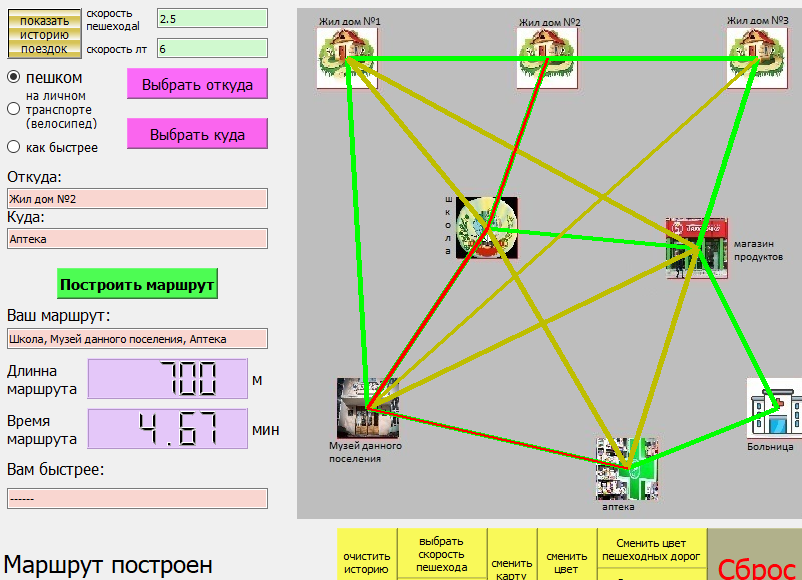 показать
историю
поездок
скорость
пешеходаl
2.5
скорость лт
6
пешком
на личном
транспорте
(велосипед)
как быстрее
Выбрать откуда
Выбрать куда
Откуда:
Жил дом №2
Куда:
Аптека
Построить маршрут
Ваш маршрут:
Школа, Музей данного поселения, Аптека
Длинна
маршрута
700
м
Время
маршрута
4.67
мин
Вам быстрее:
------
Маршрут построен
Жил дом №1
Жил дом №2
Жил дом №3
школа
магазин
продуктов
Музей данного
поселения
аптека
Больница
очистить
историю
выбрать
скорость
пешехода
сменить
карту
сменить
цвет
Сменить цвет
пешеходных дорог
Сброс